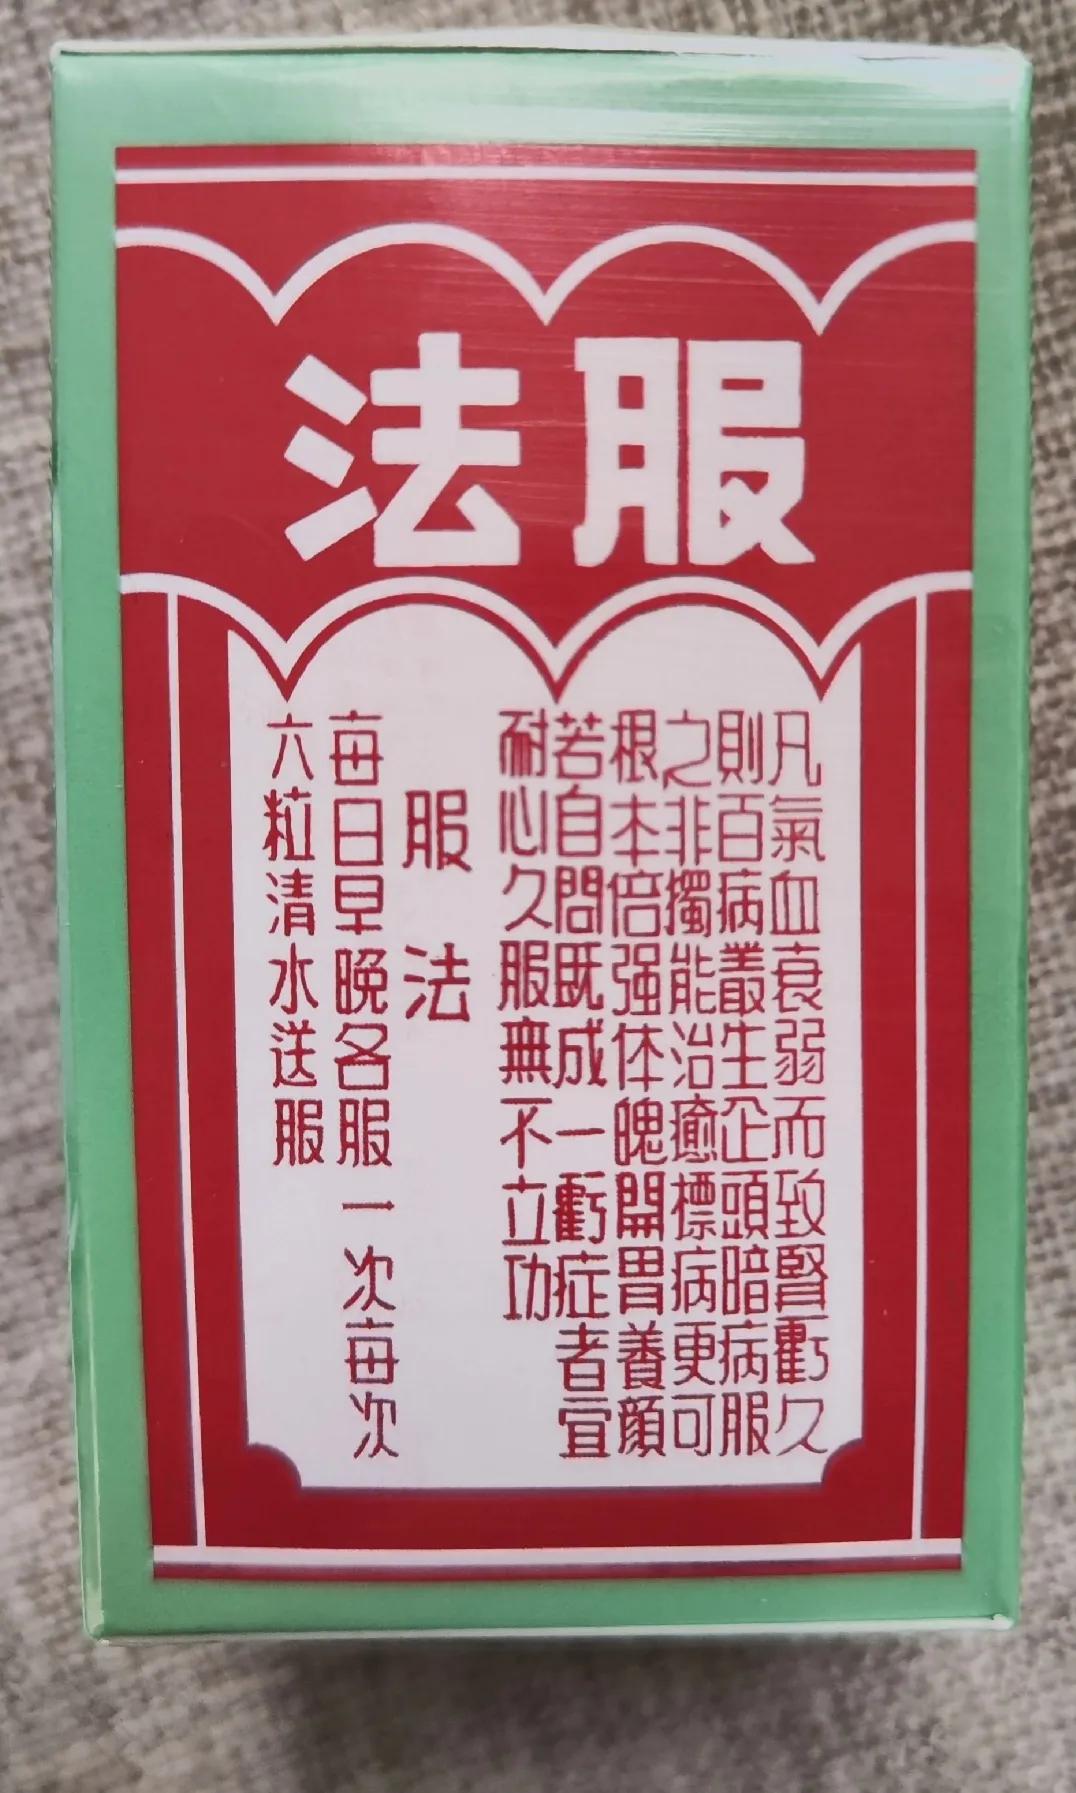 服法
凡氣血衰弱而致腎虧久
則百病叢生企頭暗病服
之非獨能治癒標病更可
根本倍强体魄開胃養顏
若自問既成一虧症者宜
耐心久服無不立功
服法
每日早晚各服一次每次
六粒清水送服